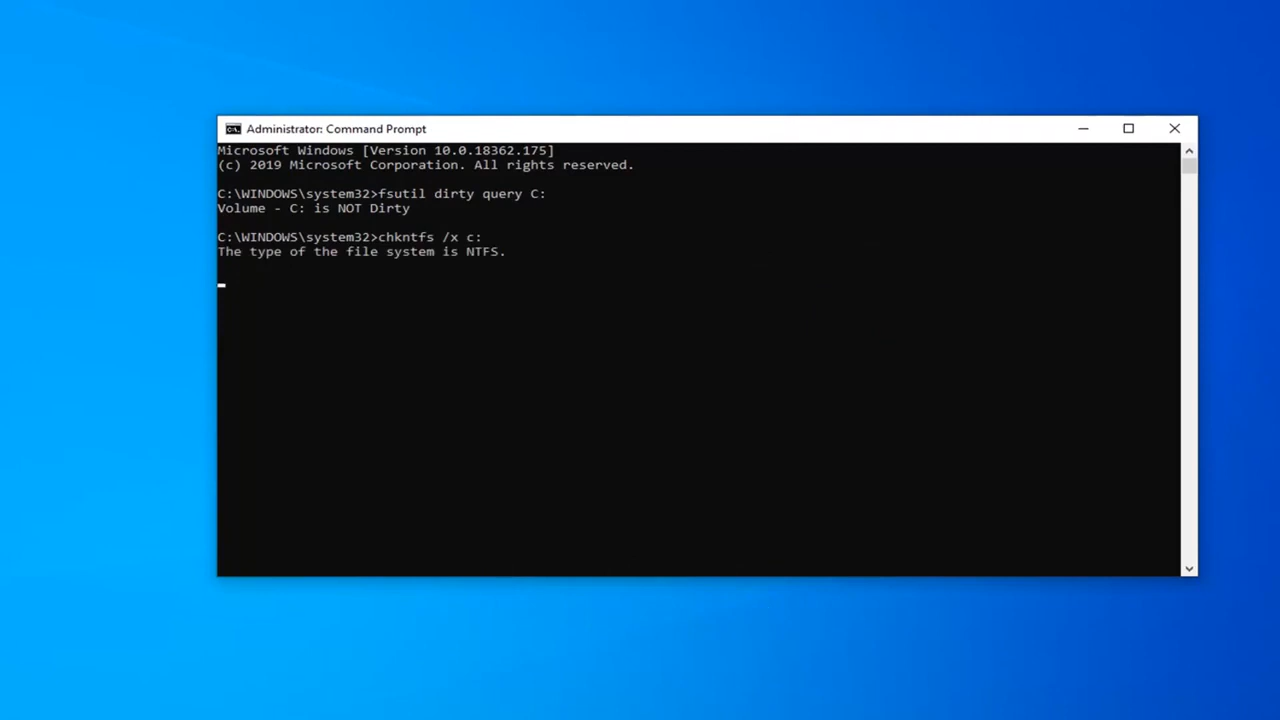 Administrator: Command Prompt
Microsoft Windows [Version 10.0.18362.175]
(c) 2019 Microsoft Corporation. All rights reserved.
C:\WINDOWS\system32>fsutil dirty query C:
Volume - C: is NOT Dirty
C:\WINDOWS\system32>chkntfs /x c:
The type of the file system is NTFS.